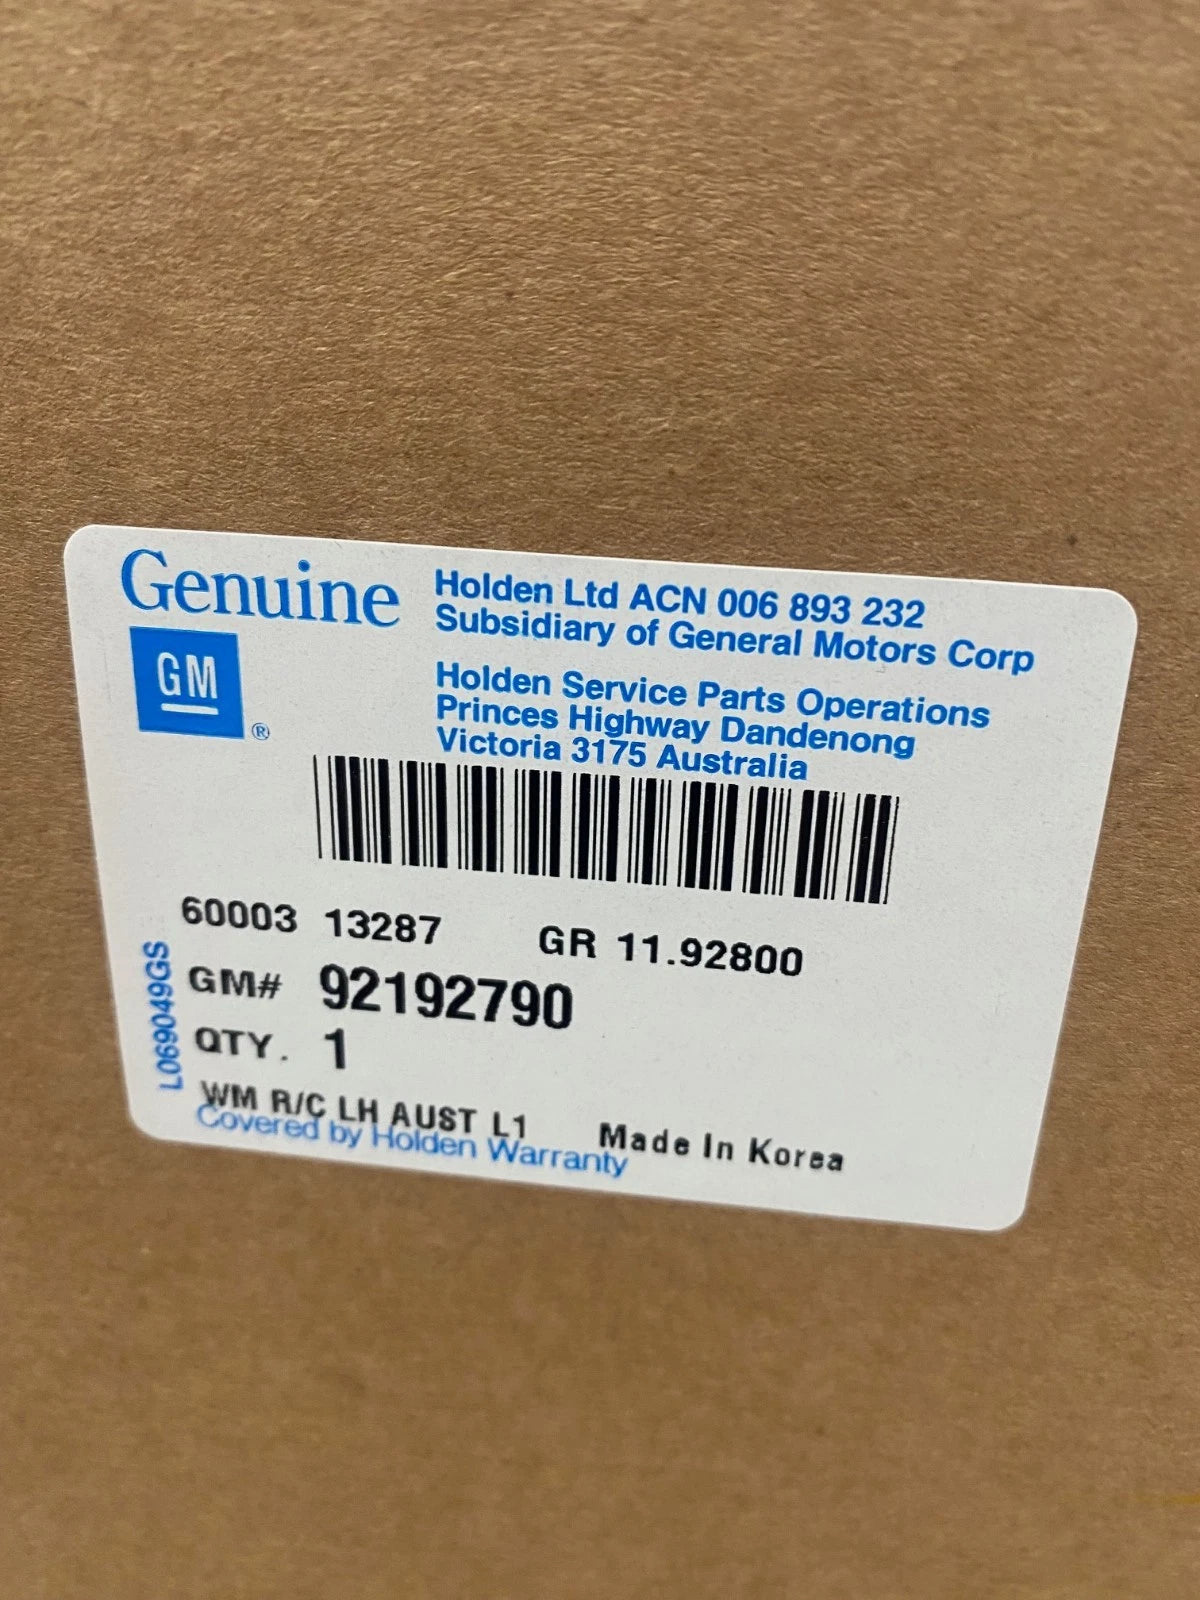 Genuine
GM
®
Holden Ltd ACN 006 893 232
Subsidiary of General Motors Corp
Holden Service Parts Operations
Princes Highway Dandenong
Victoria 3175 Australia
60003 13287 GR 11.92800
GM# 92192790
QTY. 1
L069049GS
WM R/C LH AUST L1 Made In Korea
Covered by Holden Warranty